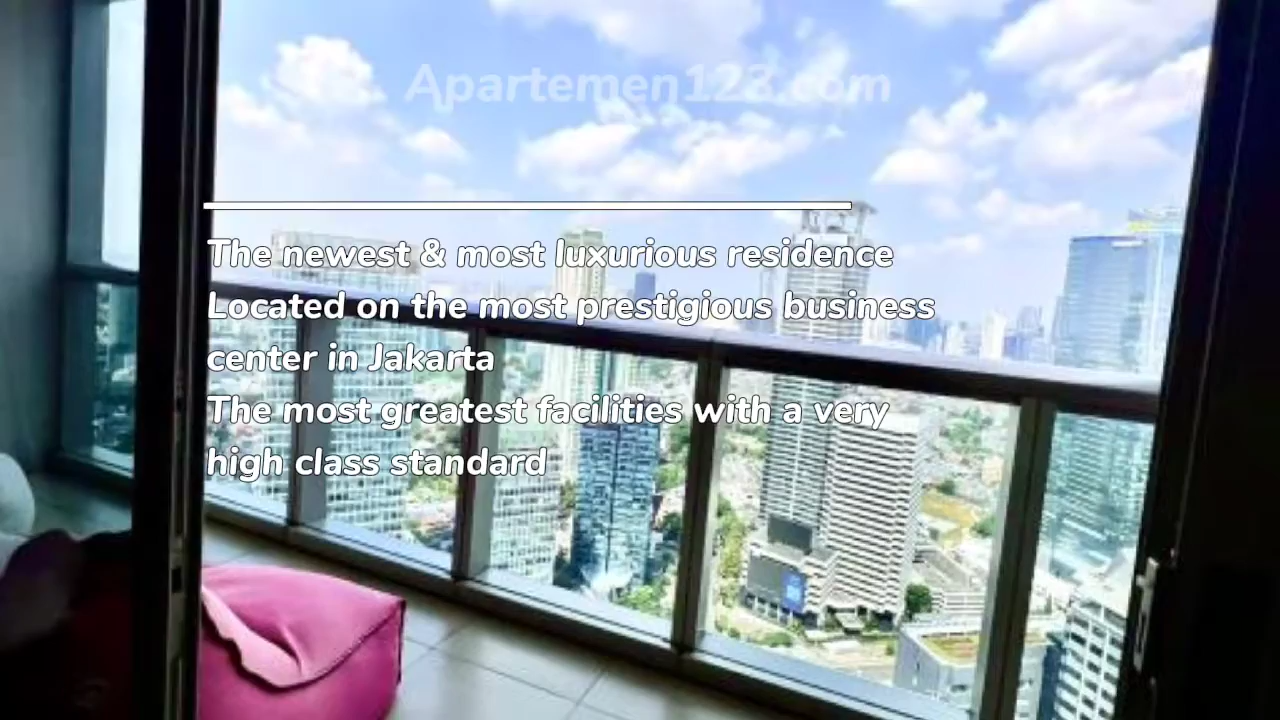 Apartemen123.com
The newest & most luxurious residence
Located on the most prestigious business
center in Jakarta
The most greatest facilities with a very
high class standard